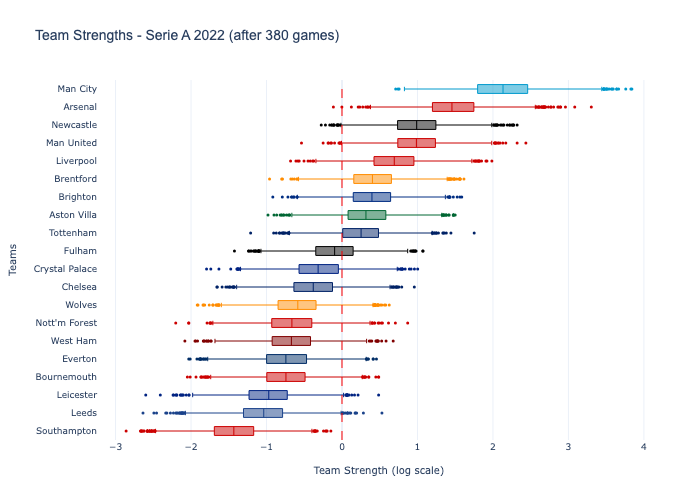 Team Strengths - Serie A 2022 (after 380 games)
Man City
Arsenal
Newcastle
Man United
Liverpool
Brentford
Brighton
Aston Villa
Tottenham
Fulham
Crystal Palace
Chelsea
Wolves
Nott'm Forest
West Ham
Everton
Bournemouth
Leicester
Leeds
Southampton
Teams
−3 −2 −1 0 1 2 3 4
Team Strength (log scale)